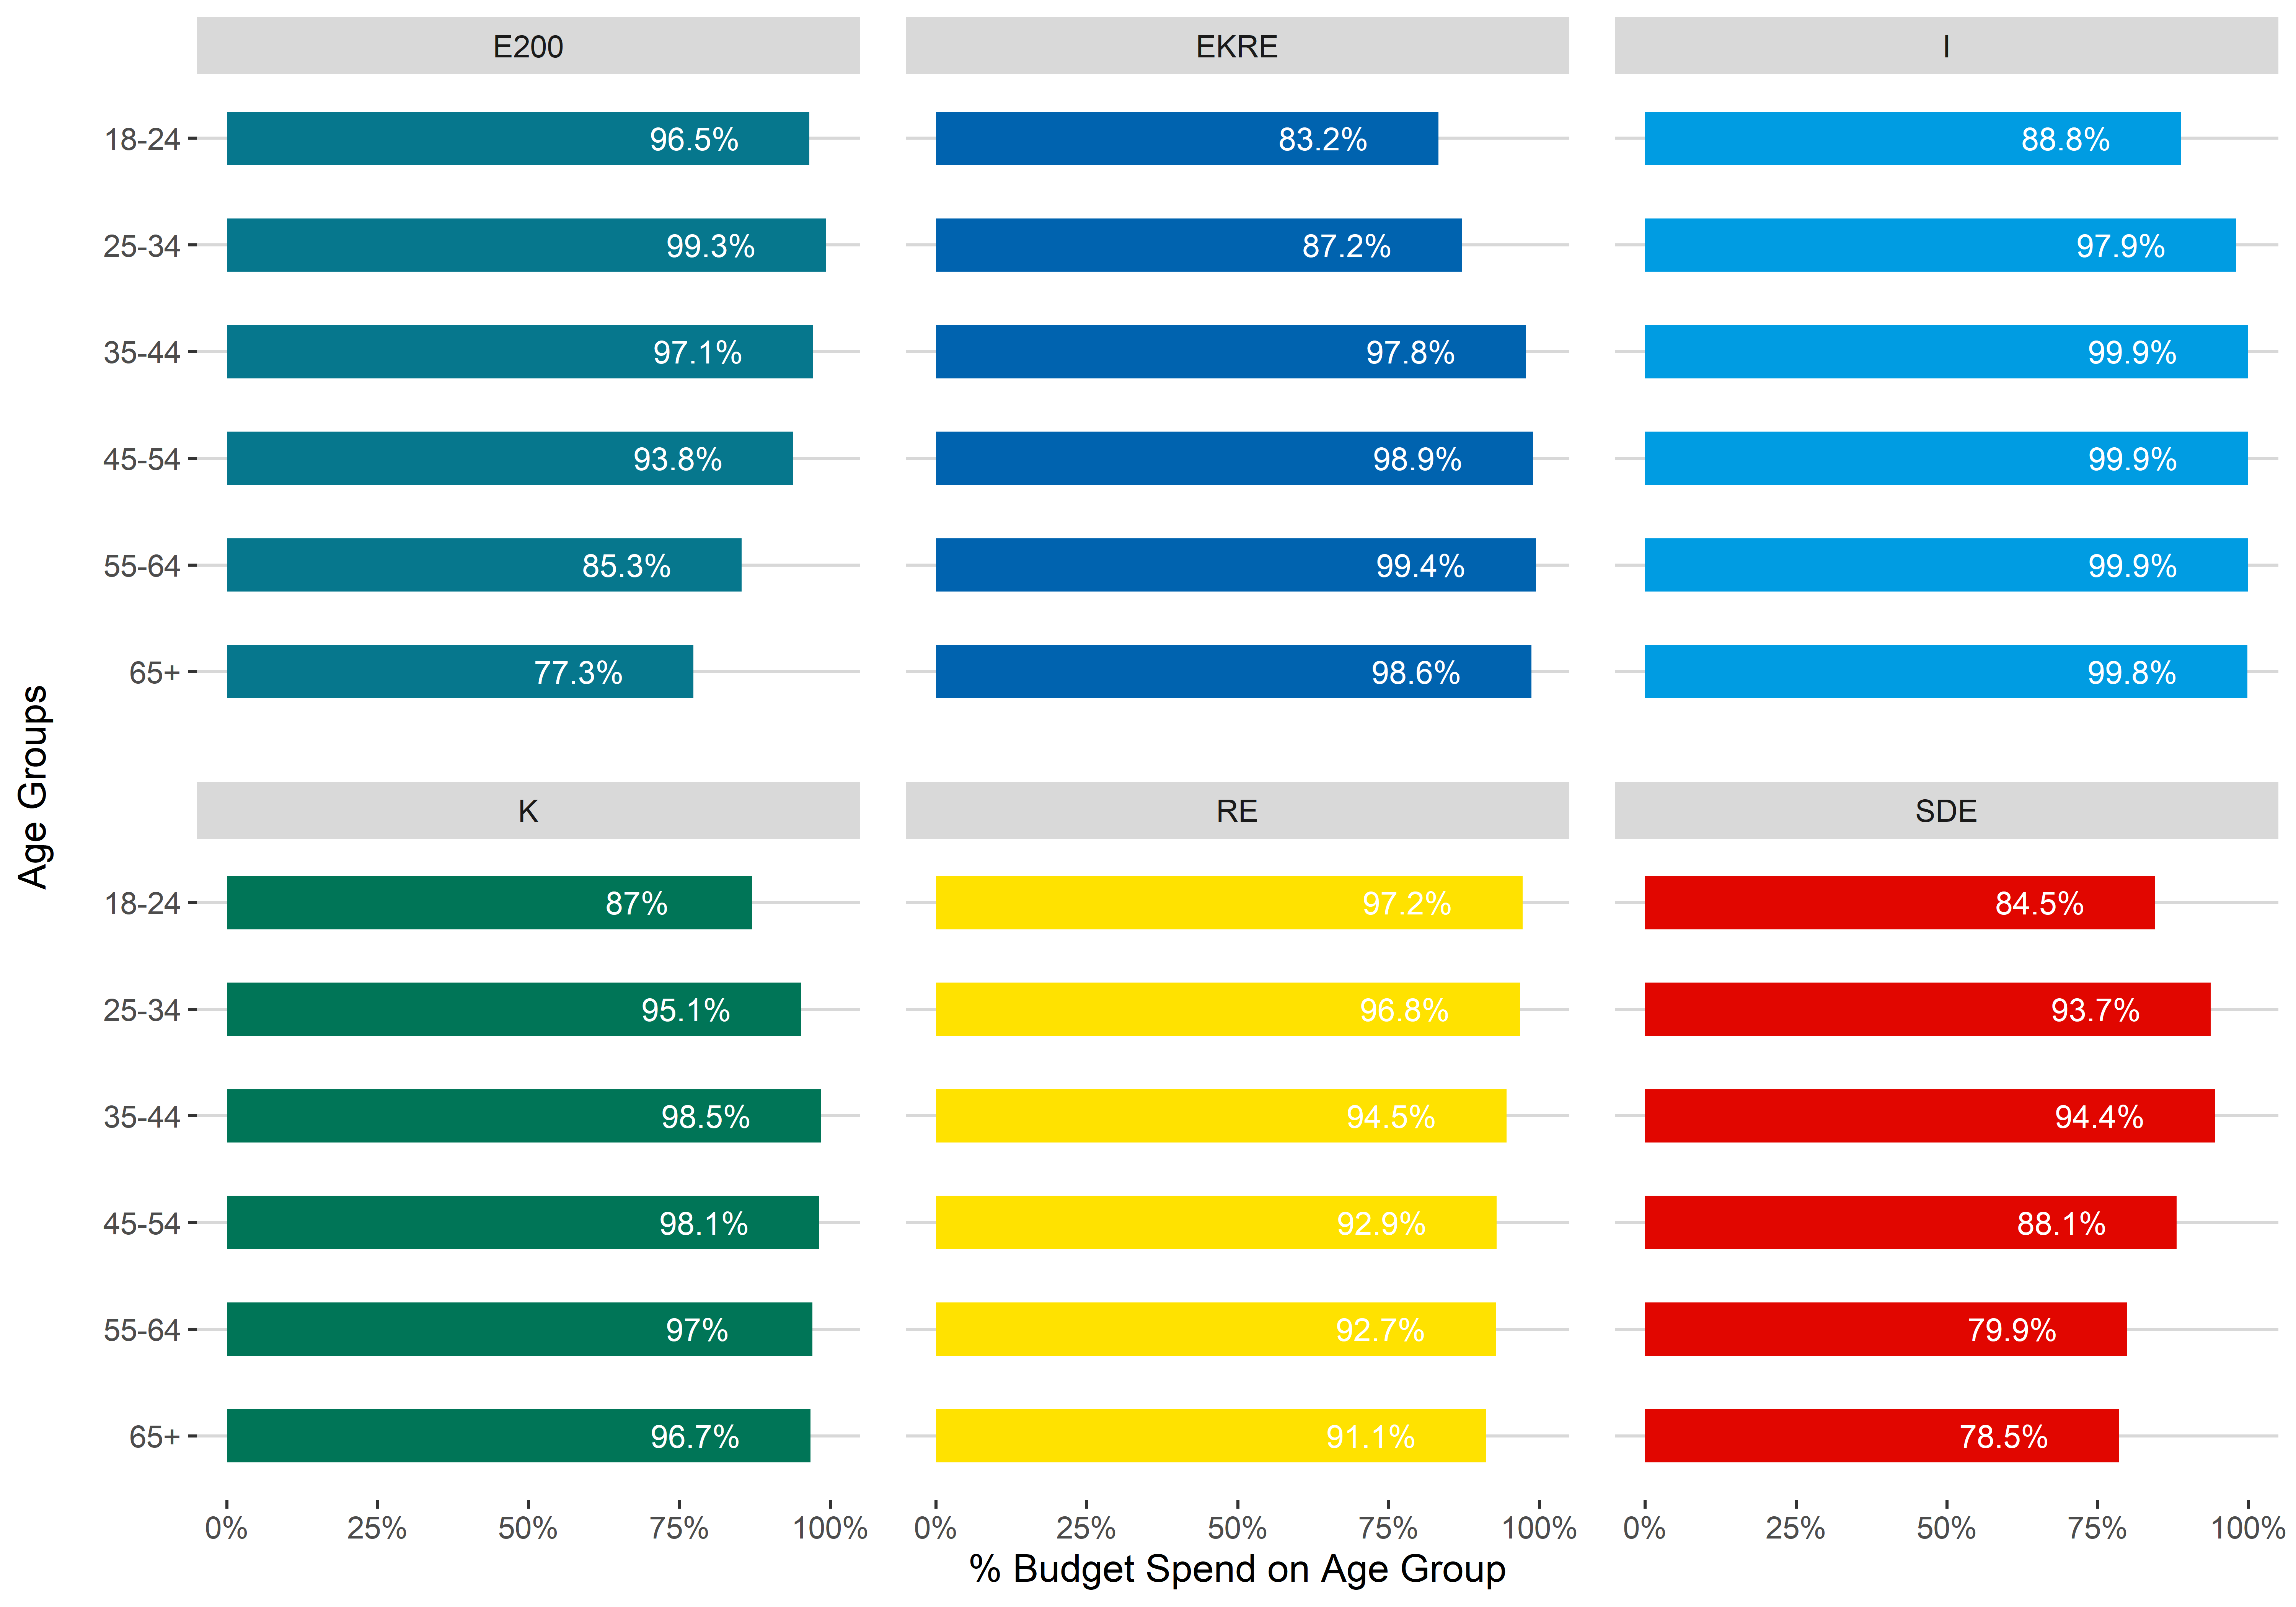 E200 EKRE I
18-24 96.5% 83.2% 88.8%
25-34 99.3% 87.2% 97.9%
35-44 97.1% 97.8% 99.9%
45-54 93.8% 98.9% 99.9%
55-64 85.3% 99.4% 99.9%
65+ 77.3% 98.6% 99.8%
Age Groups
K RE SDE
18-24 87% 97.2% 84.5%
25-34 95.1% 96.8% 93.7%
35-44 98.5% 94.5% 94.4%
45-54 98.1% 92.9% 88.1%
55-64 97% 92.7% 79.9%
65+ 96.7% 91.1% 78.5%
0% 25% 50% 75% 100% 0% 25% 50% 75% 100% 0% 25% 50% 75% 100%
% Budget Spend on Age Group